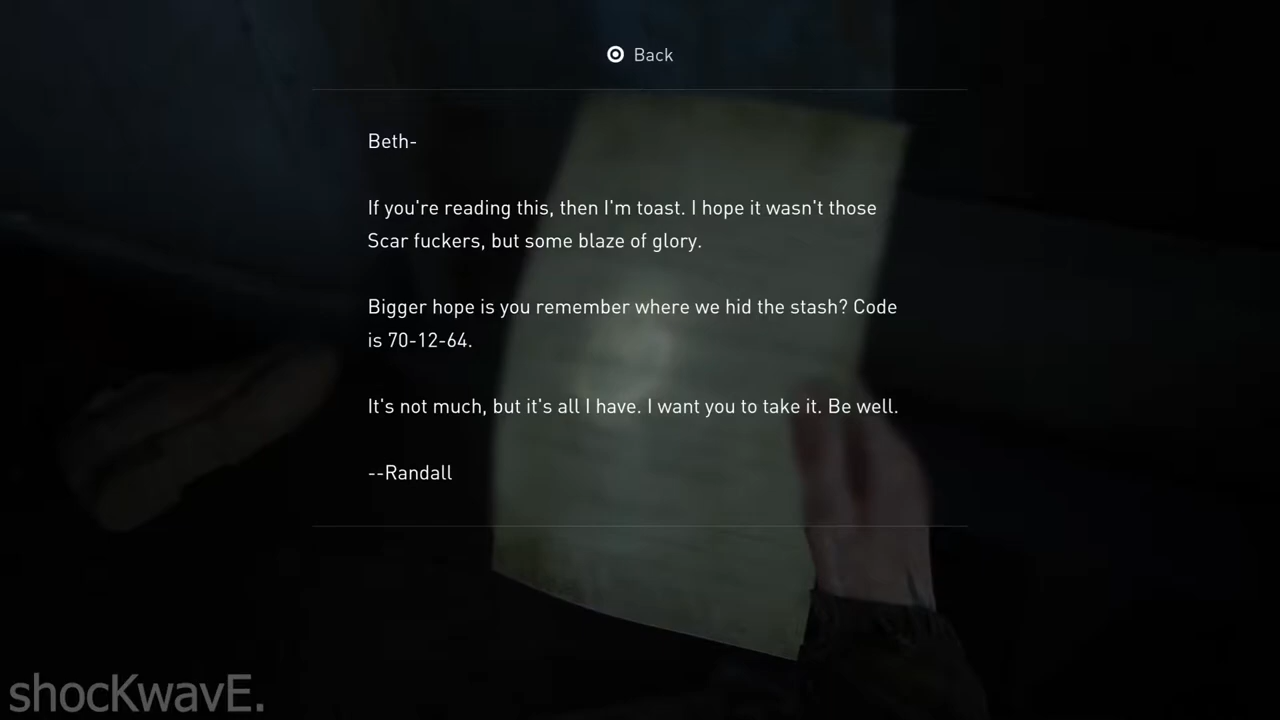 Back
Beth-
If you're reading this, then I'm toast. I hope it wasn't those
Scar fuckers, but some blaze of glory.
Bigger hope is you remember where we hid the stash? Code
is 70-12-64.
It's not much, but it's all I have. I want you to take it. Be well.
--Randall
shocKwavE.